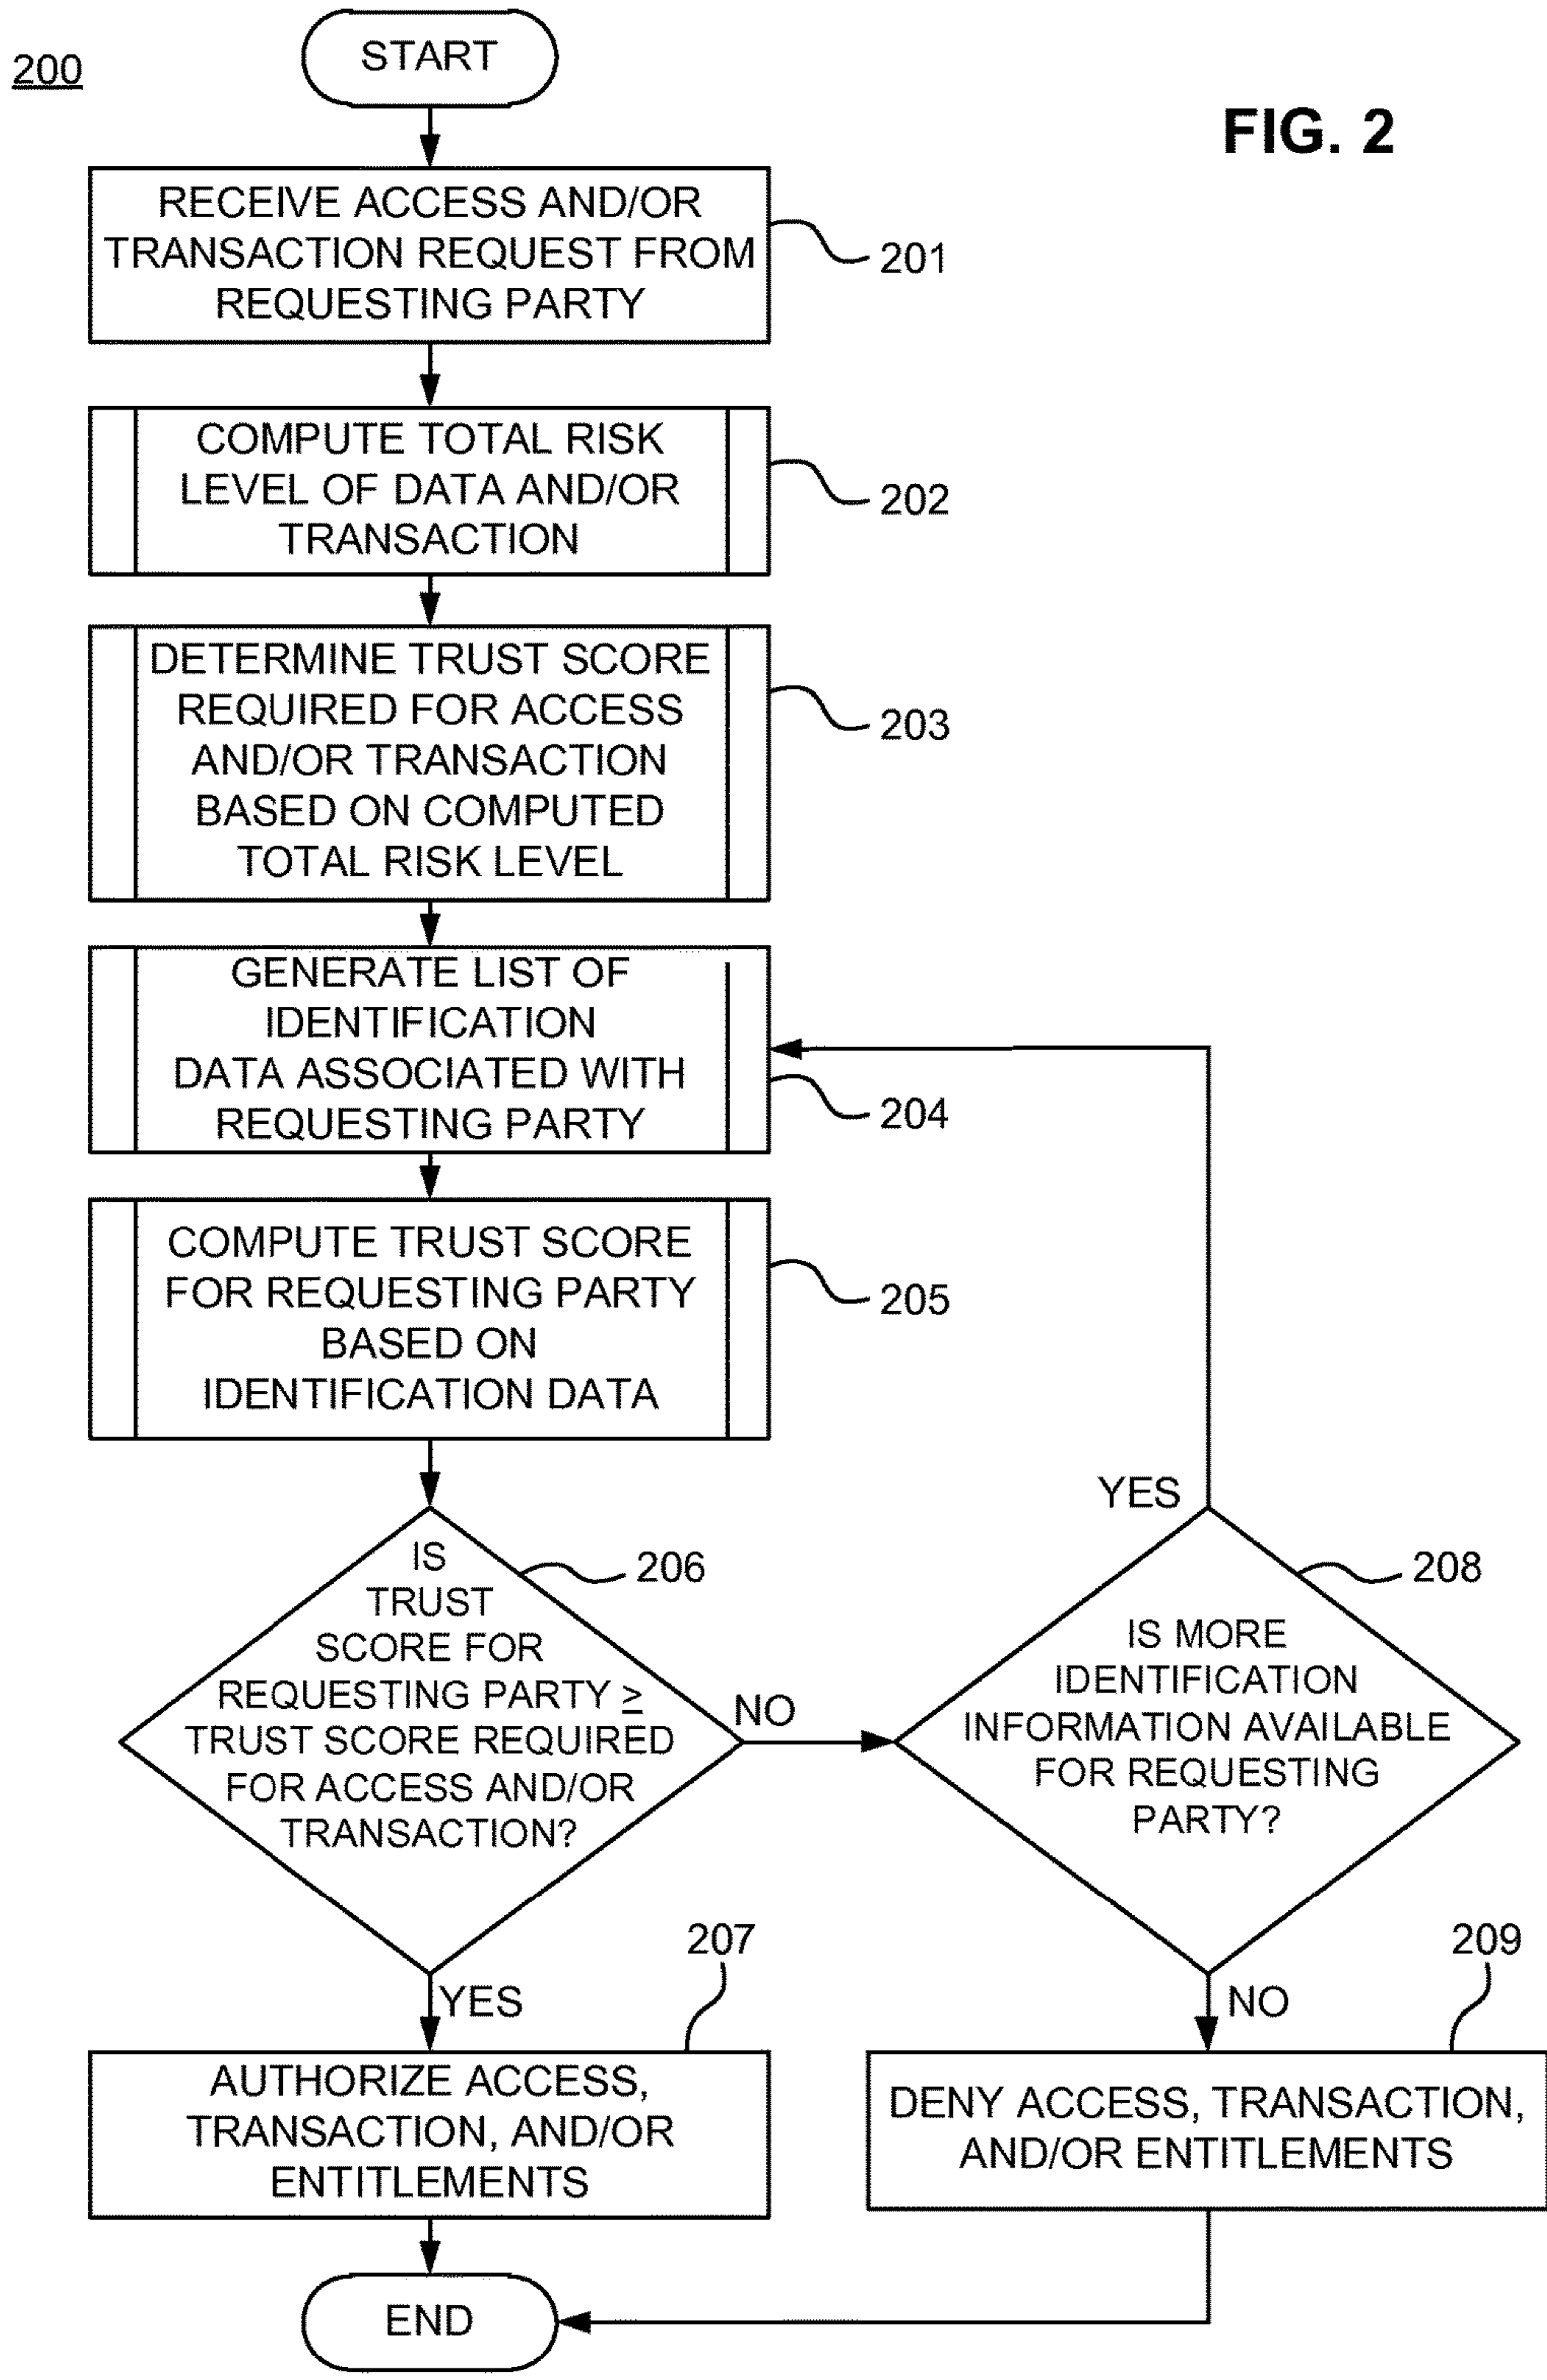 200
START
FIG. 2
RECEIVE ACCESS AND/OR
TRANSACTION REQUEST FROM
REQUESTING PARTY
201
COMPUTE TOTAL RISK
LEVEL OF DATA AND/OR
TRANSACTION
202
DETERMINE TRUST SCORE
REQUIRED FOR ACCESS
AND/OR TRANSACTION
BASED ON COMPUTED
TOTAL RISK LEVEL
203
GENERATE LIST OF
IDENTIFICATION
DATA ASSOCIATED WITH
REQUESTING PARTY
204
COMPUTE TRUST SCORE
FOR REQUESTING PARTY
BASED ON
IDENTIFICATION DATA
205
IS
TRUST
SCORE FOR
REQUESTING PARTY ≥
TRUST SCORE REQUIRED
FOR ACCESS AND/OR
TRANSACTION?
206
NO
YES
IS MORE
IDENTIFICATION
INFORMATION AVAILABLE
FOR REQUESTING
PARTY?
208
YES
207
AUTHORIZE ACCESS,
TRANSACTION, AND/OR
ENTITLEMENTS
NO
209
DENY ACCESS, TRANSACTION,
AND/OR ENTITLEMENTS
END